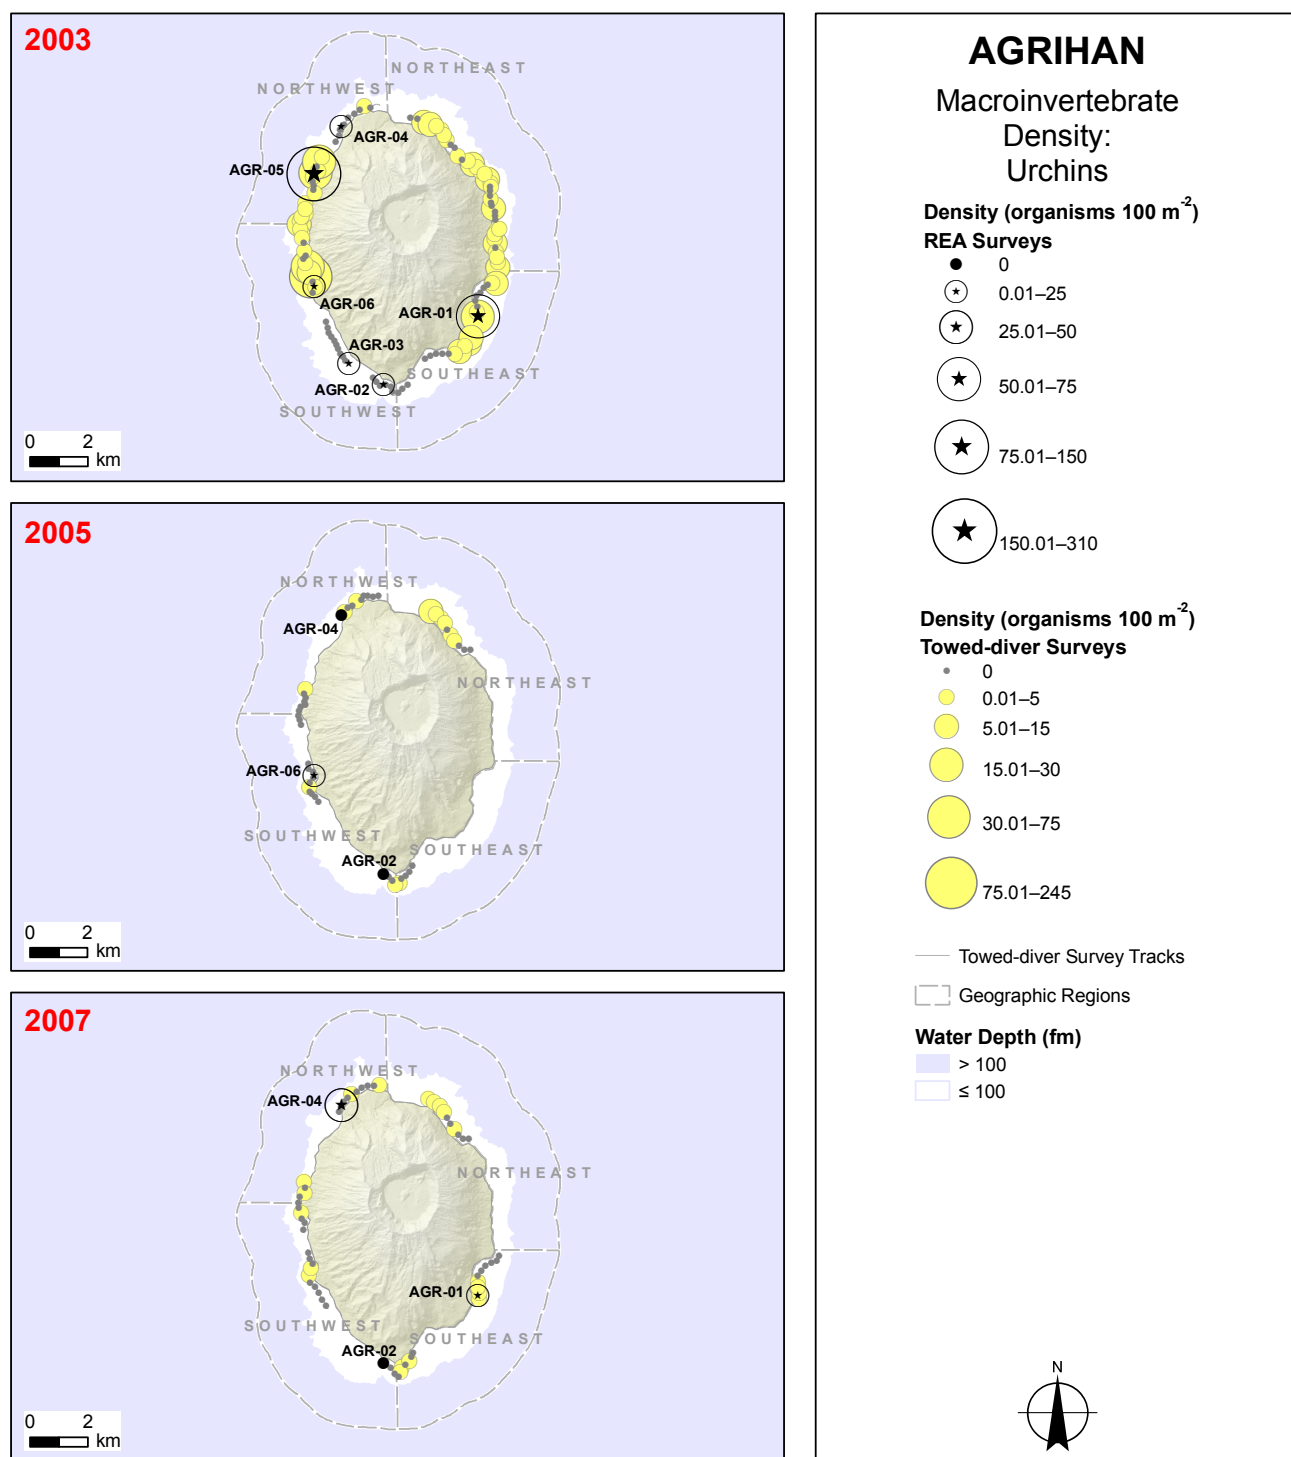 2003
NORTHEAST
NORTHWEST
AGR-04
AGR-05
AGR-06
AGR-01
AGR-03
AGR-02
SOUTHEAST
SOUTHWEST
0 2
km
2005
NORTHWEST
AGR-04
NORTHEAST
AGR-06
SOUTHWEST
SOUTHEAST
AGR-02
0 2
km
2007
NORTHWEST
AGR-04
NORTHEAST
AGR-01
SOUTHWEST
SOUTHEAST
AGR-02
0 2
km
AGRIHAN
Macroinvertebrate
Density:
Urchins
Density (organisms 100 m⁻²)
REA Surveys
0
0.01–25
25.01–50
50.01–75
75.01–150
150.01–310
Density (organisms 100 m⁻²)
Towed-diver Surveys
0
0.01–5
5.01–15
15.01–30
30.01–75
75.01–245
Towed-diver Survey Tracks
Geographic Regions
Water Depth (fm)
> 100
≤ 100
N